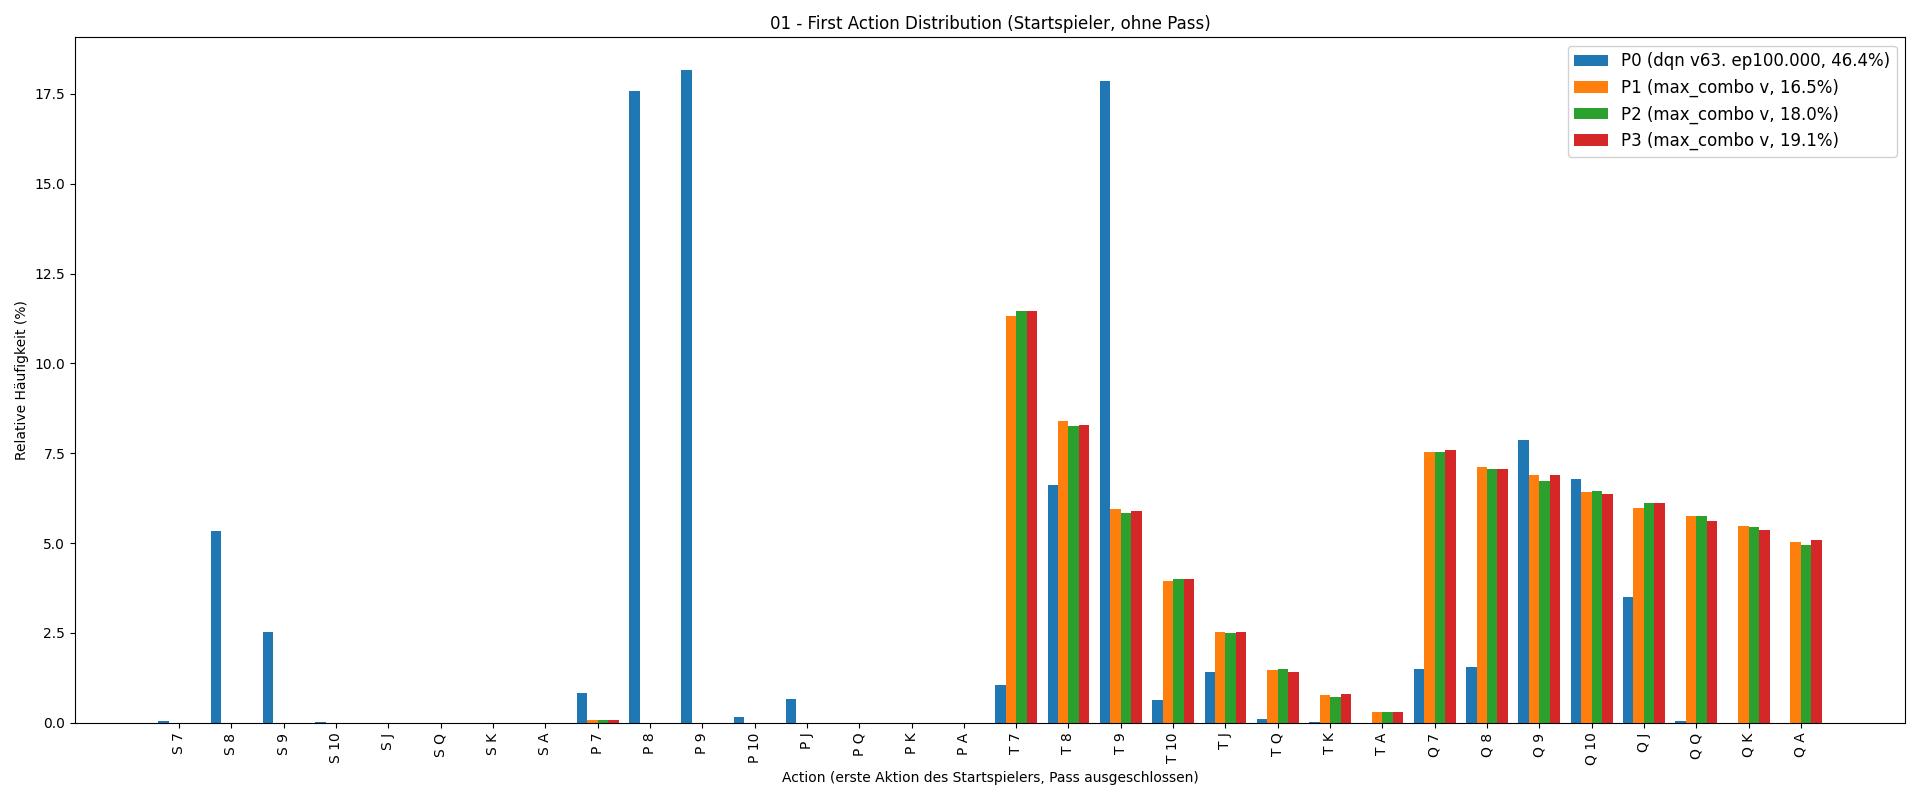 01 - First Action Distribution (Startspieler, ohne Pass)
P0 (dqn v63. ep100.000, 46.4%)
P1 (max_combo v, 16.5%)
P2 (max_combo v, 18.0%)
P3 (max_combo v, 19.1%)
Relative Häufigkeit (%)
17.5
15.0
12.5
10.0
7.5
5.0
2.5
0.0
S 7
S 8
S 9
S 10
S J
S Q
S K
S A
P 7
P 8
P 9
P 10
P J
P Q
P K
P A
T 7
T 8
T 9
T 10
T J
T Q
T K
T A
Q 7
Q 8
Q 9
Q 10
Q J
Q Q
Q K
Q A
Action (erste Aktion des Startspielers, Pass ausgeschlossen)